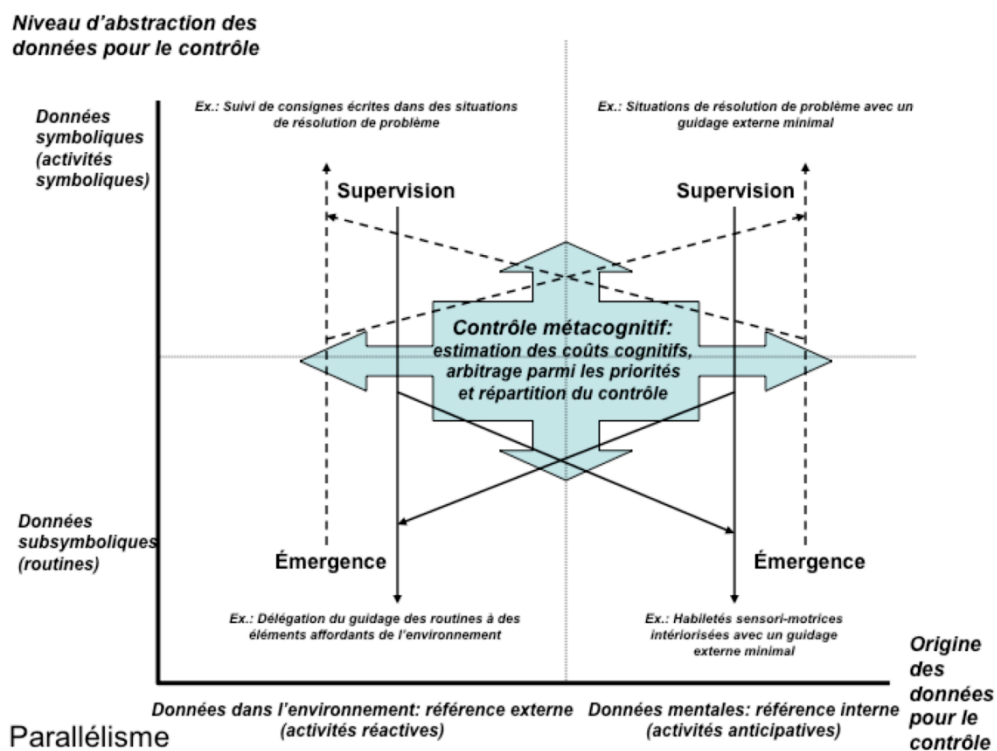 Niveau d'abstraction des
données pour le contrôle
Données
symboliques
(activités
symboliques)
Ex.: Suivi de consignes écrites dans des situations
de résolution de problème
Ex.: Situations de résolution de problème avec un
guidage externe minimal
Supervision
Supervision
Contrôle métacognitif:
estimation des coûts cognitifs,
arbitrage parmi les priorités
et répartition du contrôle
Données
subsymboliques
(routines)
Émergence
Émergence
Ex.: Délégation du guidage des routines à des
éléments affordants de l'environnement
Ex.: Habiletés sensori-motrices
intériorisées avec un guidage
externe minimal
Origine
des
données
pour le
contrôle
Données dans l'environnement: référence externe
(activités réactives)
Données mentales: référence interne
(activités anticipatives)
Parallélisme